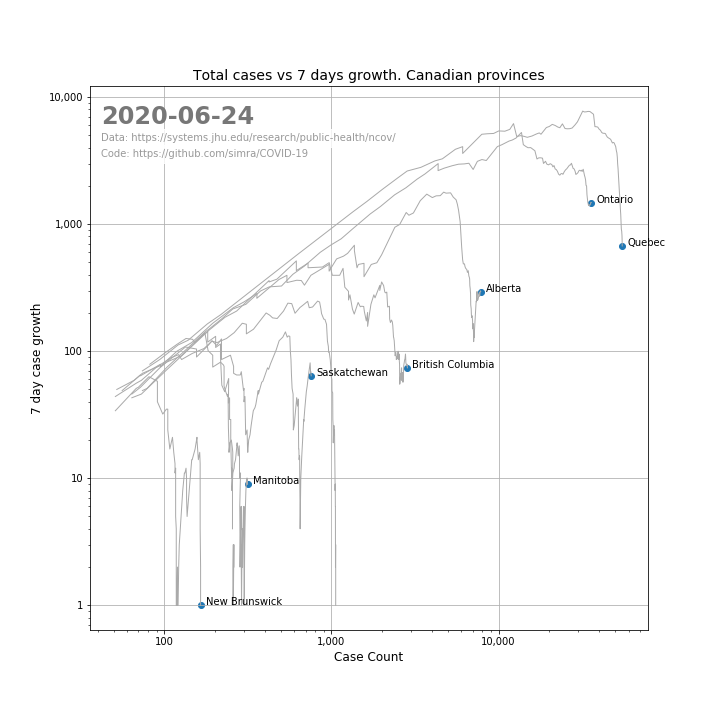 Total cases vs 7 days growth. Canadian provinces
10,000
2020-06-24
Data: https://systems.jhu.edu/research/public-health/ncov/
Code: https://github.com/simra/COVID-19
Ontario
1,000
Quebec
Alberta
7 day case growth
100
British Columbia
Saskatchewan
10
Manitoba
1
New Brunswick
100
1,000
10,000
Case Count